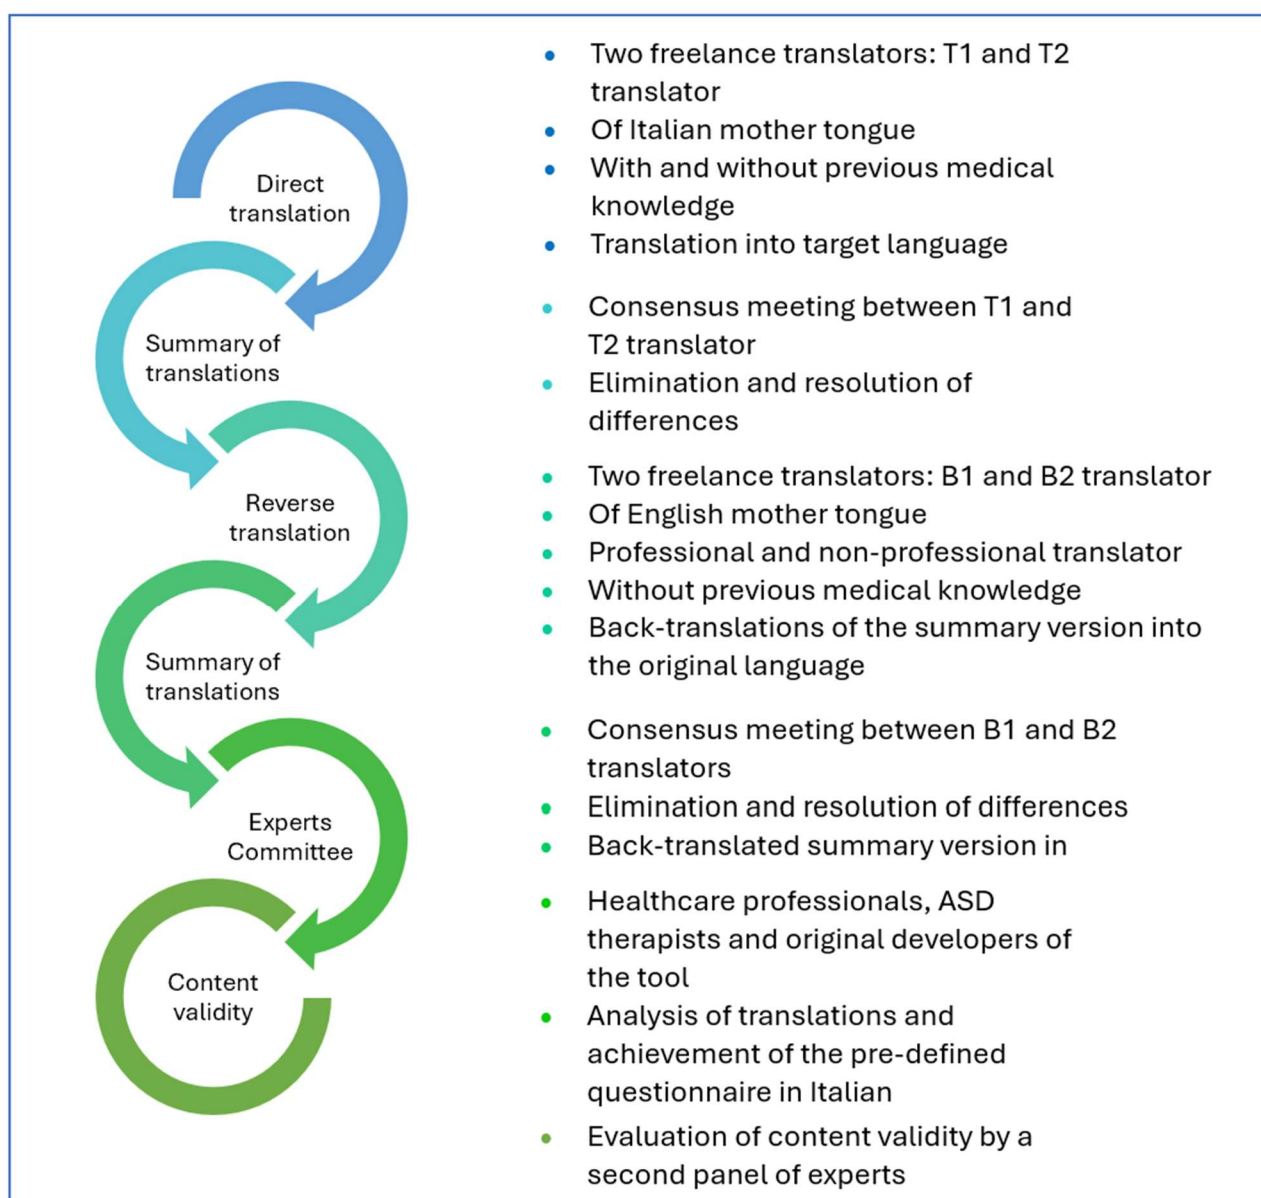 Direct
translation
• Two freelance translators: T1 and T2
translator
• Of Italian mother tongue
• With and without previous medical
knowledge
• Translation into target language
Summary of
translations
• Consensus meeting between T1 and
T2 translator
• Elimination and resolution of
differences
Reverse
translation
• Two freelance translators: B1 and B2 translator
• Of English mother tongue
• Professional and non-professional translator
• Without previous medical knowledge
• Back-translations of the summary version into
the original language
Summary of
translations
• Consensus meeting between B1 and B2
translators
• Elimination and resolution of differences
• Back-translated summary version in
Experts
Committee
• Healthcare professionals, ASD
therapists and original developers of
the tool
• Analysis of translations and
achievement of the pre-defined
questionnaire in Italian
Content
validity
• Evaluation of content validity by a
second panel of experts